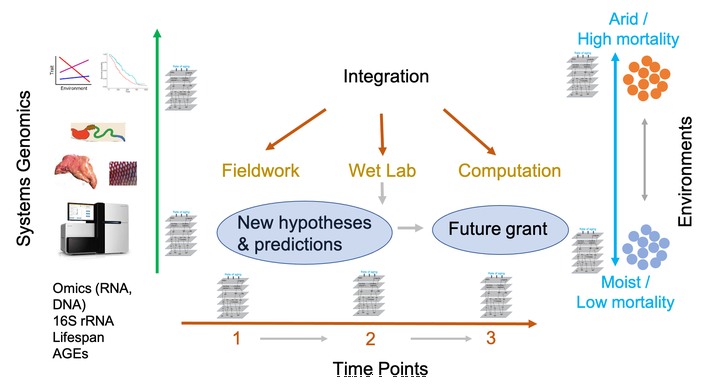 Arid /
High mortality
Integration
Systems Genomics
Trait
Environment
Fieldwork
Wet Lab
Computation
Environments
New hypotheses
& predictions
Future grant
Moist /
Low mortality
Omics (RNA,
DNA)
16S rRNA
Lifespan
AGEs
1
2
3
Time Points